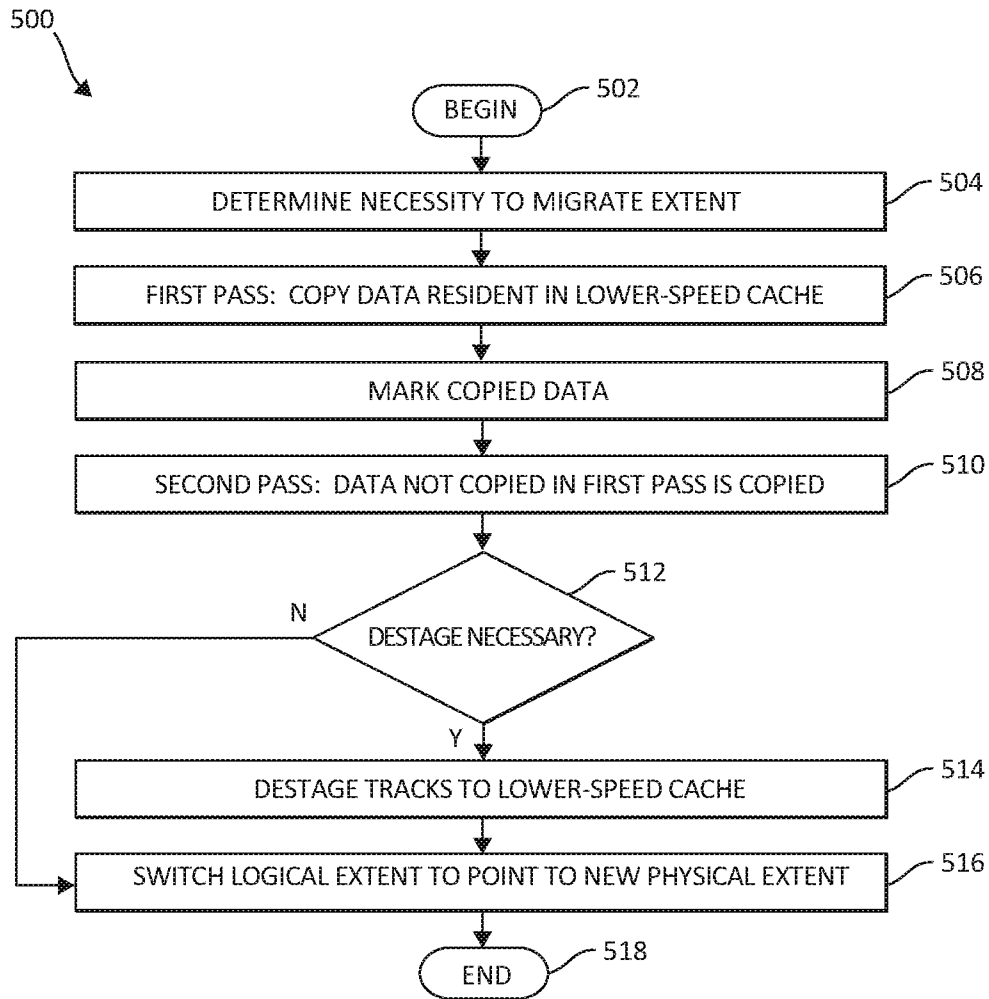 500
BEGIN
502
DETERMINE NECESSITY TO MIGRATE EXTENT
504
FIRST PASS: COPY DATA RESIDENT IN LOWER-SPEED CACHE
506
MARK COPIED DATA
508
SECOND PASS: DATA NOT COPIED IN FIRST PASS IS COPIED
510
512
N
DESTAGE NECESSARY?
Y
DESTAGE TRACKS TO LOWER-SPEED CACHE
514
SWITCH LOGICAL EXTENT TO POINT TO NEW PHYSICAL EXTENT
516
END
518